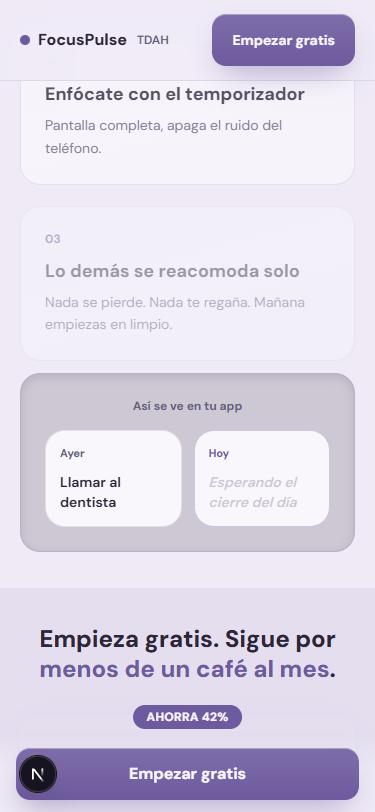 FocusPulse TDAH
Empezar gratis
Enfócate con el temporizador
Pantalla completa, apaga el ruido del
teléfono.
03
Lo demás se reacomoda solo
Nada se pierde. Nada te regaña. Mañana
empiezas en limpio.
Así se ve en tu app
Ayer
Llamar al
dentista
Hoy
Esperando el
cierre del día
Empieza gratis. Sigue por
menos de un café al mes.
AHORRA 42%
N
Empezar gratis